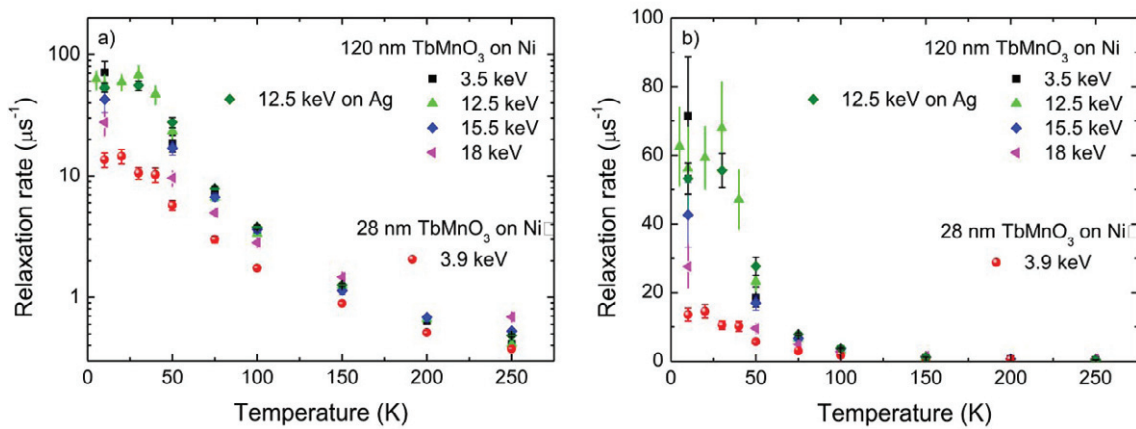 a)
120 nm TbMnO₃ on Ni
3.5 keV
12.5 keV on Ag
12.5 keV
15.5 keV
18 keV
28 nm TbMnO₃ on Ni□
3.9 keV
Relaxation rate (μs⁻¹)
100
10
1
0 50 100 150 200 250
Temperature (K)
b)
120 nm TbMnO₃ on Ni
3.5 keV
12.5 keV on Ag
12.5 keV
15.5 keV
18 keV
28 nm TbMnO₃ on Ni□
3.9 keV
Relaxation rate (μs⁻¹)
100
80
60
40
20
0
0 50 100 150 200 250
Temperature (K)